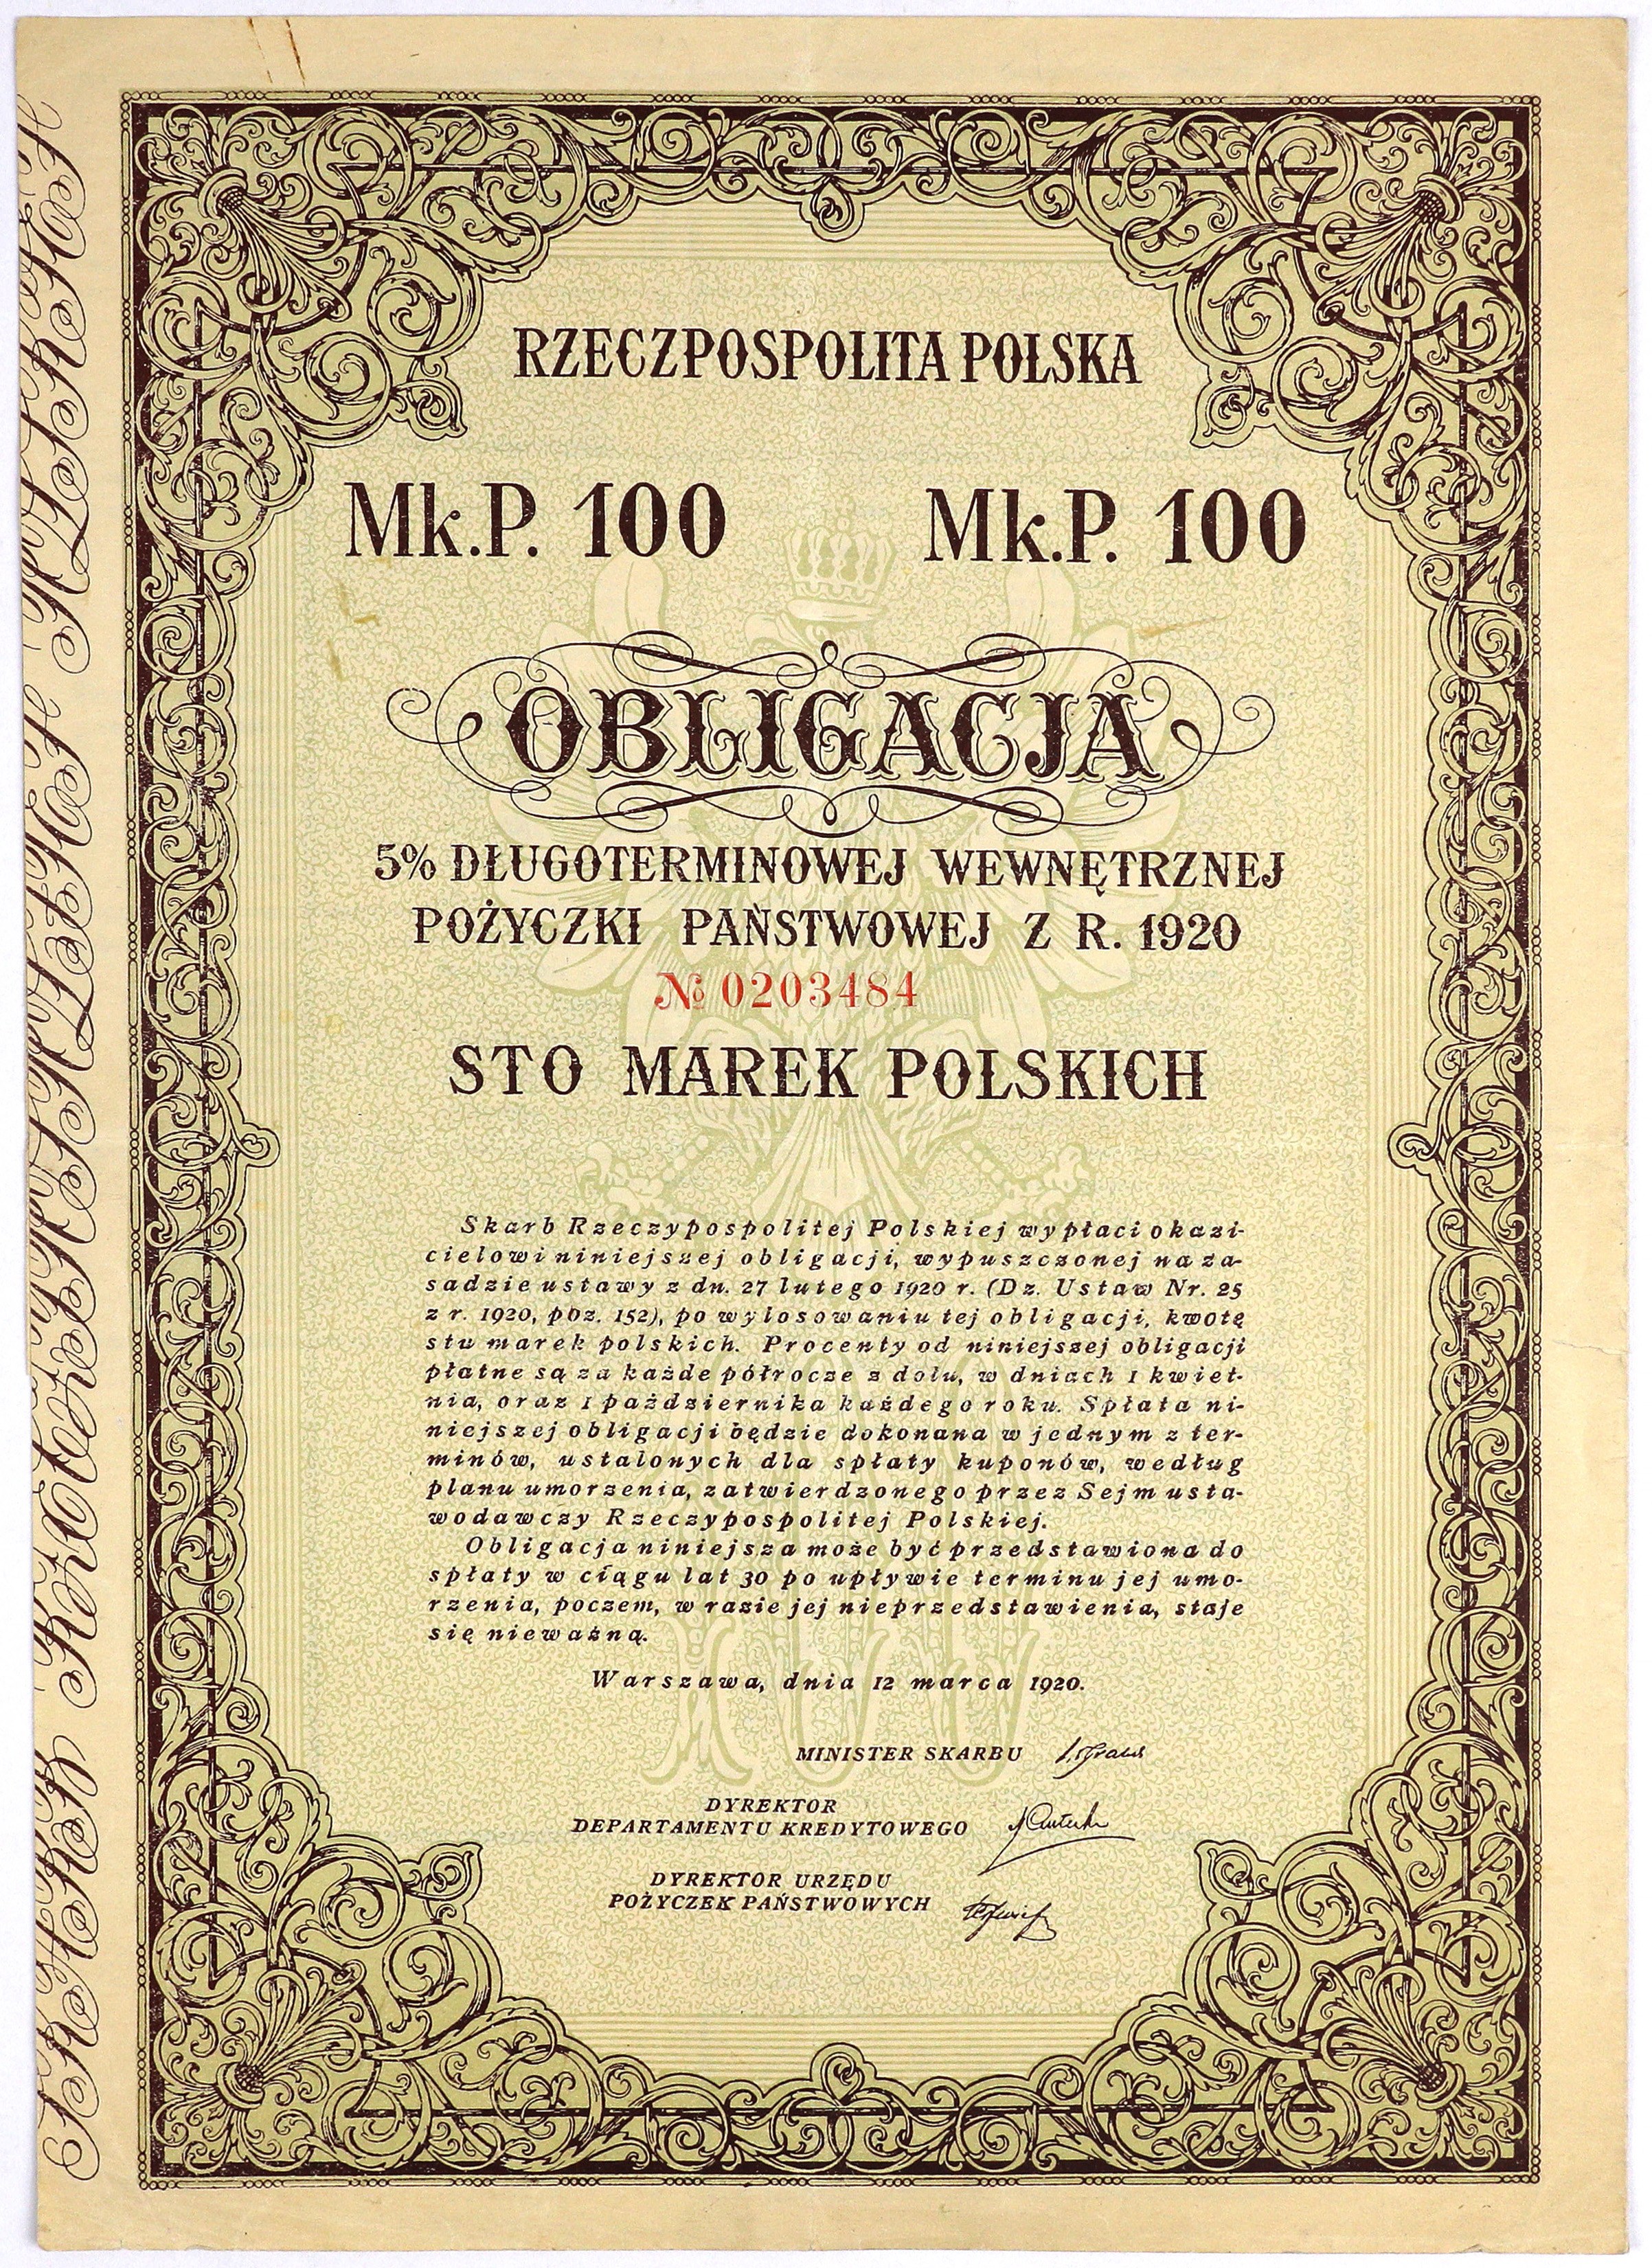 RZECZPOSPOLITA POLSKA
Mk.P. 100 Mk.P. 100
OBLIGACJA
5% DŁUGOTERMINOWEJ WEWNĘTRZNEJ
POŻYCZKI PAŃSTWOWEJ Z R. 1920
№ 0203484
STO MAREK POLSKICH
Skarb Rzeczypospolitej Polskiej wypłaci okazi-
cielowi niniejszej obligacji, wypuszczonej na za-
sadzie ustawy z dn. 27 lutego 1920 r. (Dz. Ustaw Nr. 25
z r. 1920, poz. 152), po wylosowaniu tej obligacji, kwotę
stu marek polskich. Procenty od niniejszej obligacji
płatne są za każde półrocze z dołu, w dniach 1 kwiet-
nia, oraz 1 października każdego roku. Spłata ni-
niejszej obligacji będzie dokonana w jednym z ter-
minów, ustalonych dla spłaty kuponów, według
planu umorzenia, zatwierdzonego przez Sejm usta-
wodawczy Rzeczypospolitej Polskiej.
Obligacja niniejsza może być przedstawiona do
spłaty w ciągu lat 30 po upływie terminu jej umo-
rzenia, poczem, w razie jej nieprzedstawienia, staje
się nieważną.
Warszawa, dnia 12 marca 1920.
MINISTER SKARBU
DYREKTOR
DEPARTAMENTU KREDYTOWEGO
DYREKTOR URZĘDU
POŻYCZEK PAŃSTWOWYCH